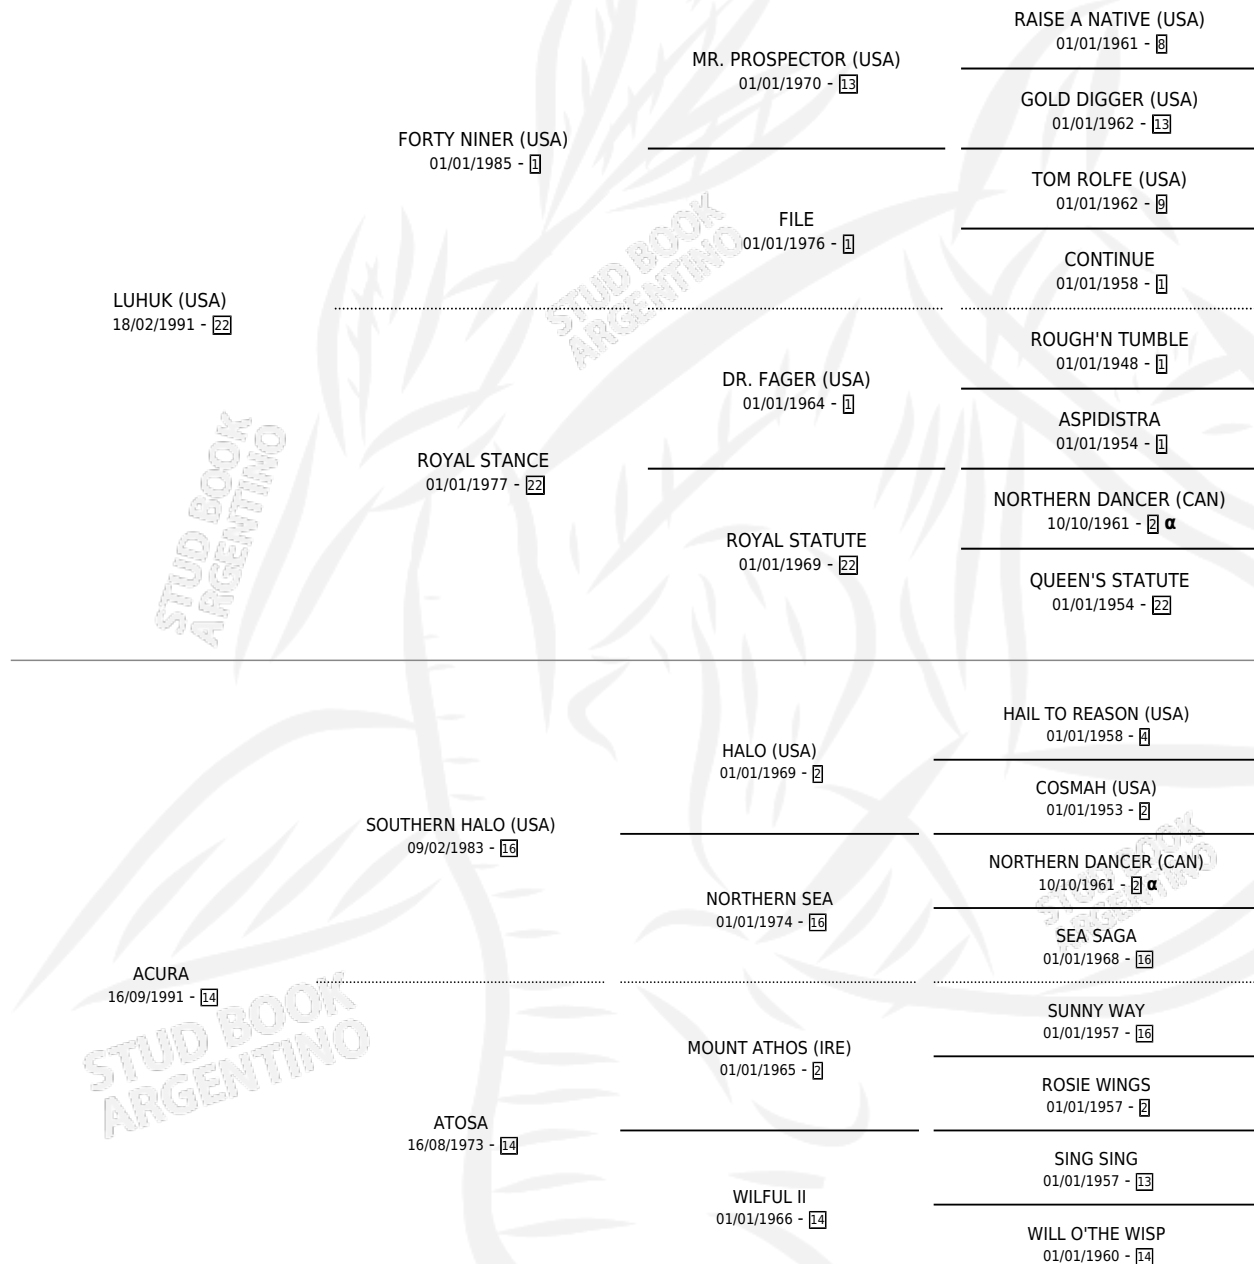 RAISE A NATIVE (USA)
01/01/1961 - 8
MR. PROSPECTOR (USA)
01/01/1970 - 13
GOLD DIGGER (USA)
01/01/1962 - 13
FORTY NINER (USA)
01/01/1985 - 1
TOM ROLFE (USA)
01/01/1962 - 9
FILE
01/01/1976 - 1
CONTINUE
01/01/1958 - 1
LUHUK (USA)
18/02/1991 - 22
ROUGH'N TUMBLE
01/01/1948 - 1
DR. FAGER (USA)
01/01/1964 - 1
ASPIDISTRA
01/01/1954 - 1
ROYAL STANCE
01/01/1977 - 22
NORTHERN DANCER (CAN)
10/10/1961 - 2 α
ROYAL STATUTE
01/01/1969 - 22
QUEEN'S STATUTE
01/01/1954 - 22
HAIL TO REASON (USA)
01/01/1958 - 4
HALO (USA)
01/01/1969 - 2
COSMAH (USA)
01/01/1953 - 2
SOUTHERN HALO (USA)
09/02/1983 - 16
NORTHERN DANCER (CAN)
10/10/1961 - 2 α
NORTHERN SEA
01/01/1974 - 16
SEA SAGA
01/01/1968 - 16
ACURA
16/09/1991 - 14
SUNNY WAY
01/01/1957 - 16
MOUNT ATHOS (IRE)
01/01/1965 - 2
ROSIE WINGS
01/01/1957 - 2
ATOSA
16/08/1973 - 14
SING SING
01/01/1957 - 13
WILFUL II
01/01/1966 - 14
WILL O'THE WISP
01/01/1960 - 14
STUD BOOK
ARGENTINO
STUD BOOK
ARGENTINO
STUD BOOK
ARGENTINO
STUD BOOK
ARGENTINO